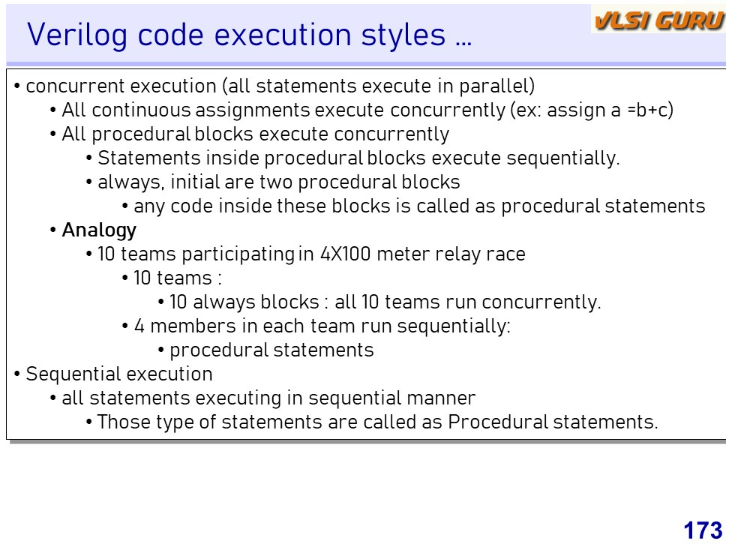 Verilog code execution styles ...
VLSI GURU
• concurrent execution (all statements execute in parallel)
• All continuous assignments execute concurrently (ex: assign a =b+c)
• All procedural blocks execute concurrently
• Statements inside procedural blocks execute sequentially.
• always, initial are two procedural blocks
• any code inside these blocks is called as procedural statements
• Analogy
• 10 teams participating in 4X100 meter relay race
• 10 teams :
• 10 always blocks : all 10 teams run concurrently.
• 4 members in each team run sequentially:
• procedural statements
• Sequential execution
• all statements executing in sequential manner
• Those type of statements are called as Procedural statements.
173